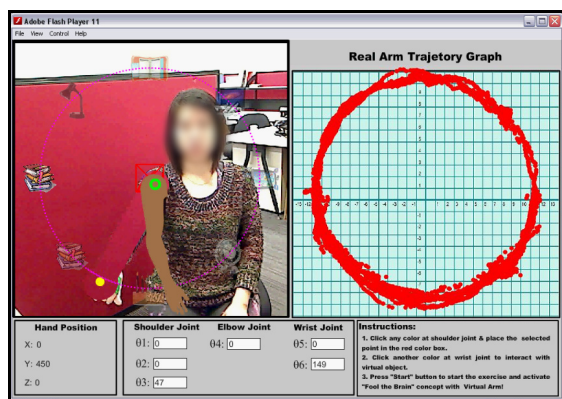 Adobe Flash Player 11
File View Control Help
Real Arm Trajetory Graph
Hand Position
X: 0
Y: 450
Z: 0
Shoulder Joint Elbow Joint Wrist Joint
θ1: 0 θ4: 0 θ5: 0
θ2: 0 θ6: 149
θ3: 47
Instructions:
1. Click any color at shoulder joint & place the selected
point in the red color box.
2. Click another color at wrist joint to interact with
virtual object.
3. Press "Start" button to start the exercise and activate
"Feel the Brain" concept with Virtual Arm!